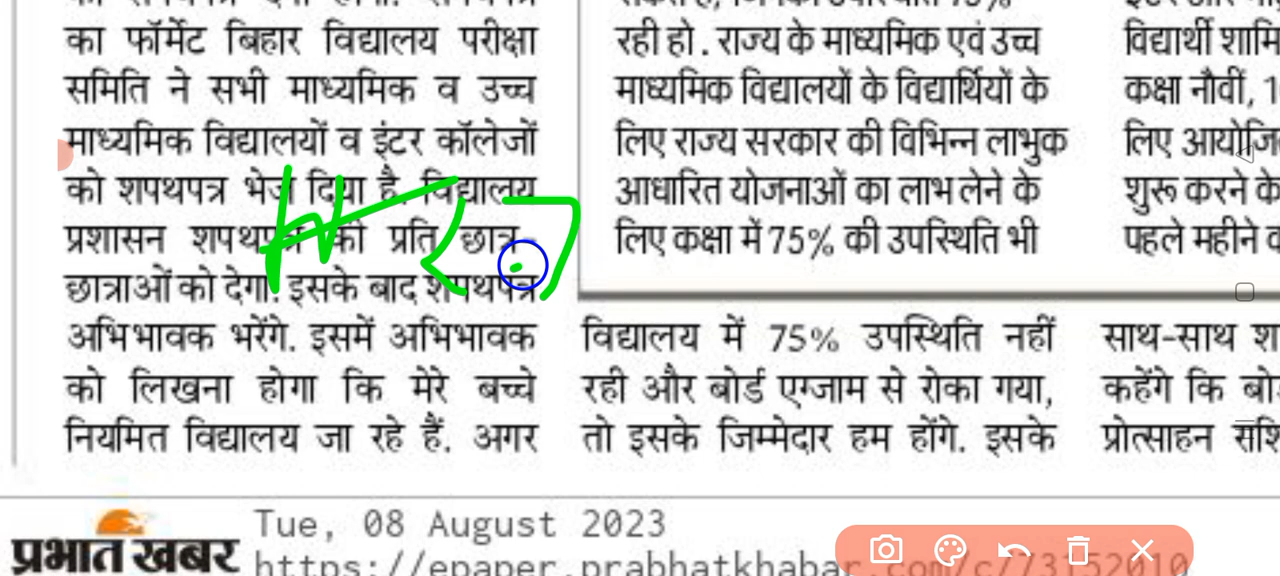 का फॉर्मेट बिहार विद्यालय परीक्षा
समिति ने सभी माध्यमिक व उच्च
माध्यमिक विद्यालयों व इंटर कॉलेजों
को शपथपत्र भेज दिया है. विद्यालय
प्रशासन शपथपत्र की प्रति छात्र-
छात्राओं को देगा. इसके बाद शपथपत्र
अभिभावक भरेंगे. इसमें अभिभावक
को लिखना होगा कि मेरे बच्चे
नियमित विद्यालय जा रहे हैं. अगर
रही हो. राज्य के माध्यमिक एवं उच्च
माध्यमिक विद्यालयों के विद्यार्थियों के
लिए राज्य सरकार की विभिन्न लाभुक
आधारित योजनाओं का लाभ लेने के
लिए कक्षा में 75% की उपस्थिति भी
विद्यालय में 75% उपस्थिति नहीं
रही और बोर्ड एग्जाम से रोका गया,
तो इसके जिम्मेदार हम होंगे. इसके
विद्यार्थी
कक्षा नौवीं,
लिए
शुरू करने के
पहले महीने
साथ-साथ
कहेंगे कि
प्रोत्साहन
प्रभात खबर
Tue, 08 August 2023
https://epaper.prabhatkhabar.com/c/73152010